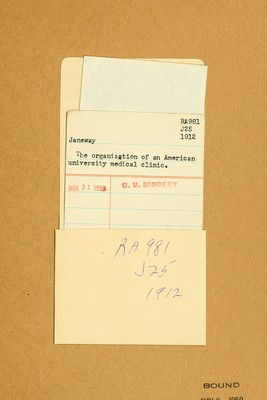 RA981
J25
1912
Janeway
The organization of an American
university medical clinic.
MAR 31 1959
C. U. BINDERY
RA981
J25
1912
BOUND
1959